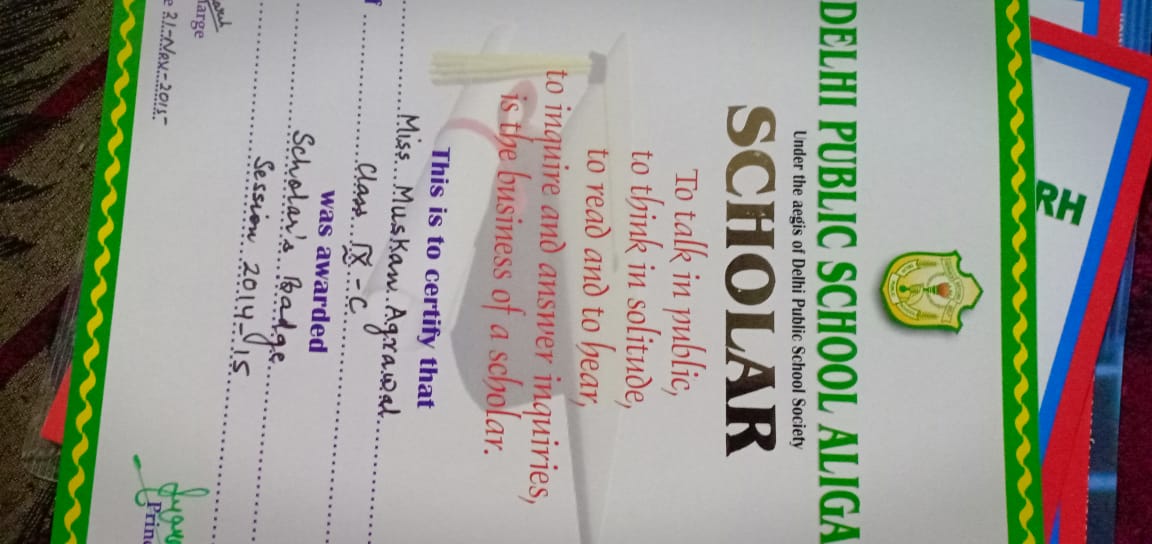 DELHI PUBLIC SCHOOL ALIGA
Under the aegis of Delhi Public School Society
SCHOLAR
To talk in public,
to think in solitude,
to read and to hear,
to inquire and answer inquiries,
is the business of a scholar.
This is to certify that
Miss Muskan Agrawal
f Class IX - C
was awarded
Scholar's Badge
Session 2014-15
large
e 21-Nov-2015
Prin
RH